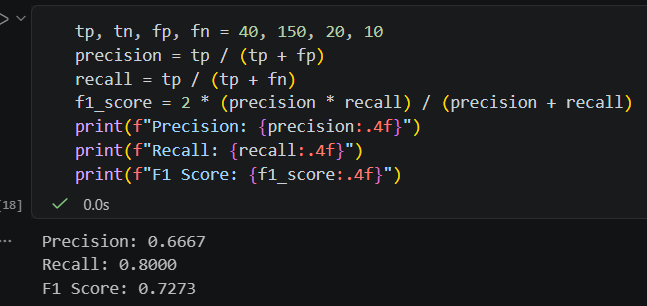 tp, tn, fp, fn = 40, 150, 20, 10
precision = tp / (tp + fp)
recall = tp / (tp + fn)
f1_score = 2 * (precision * recall) / (precision + recall)
print(f"Precision: {precision:.4f}")
print(f"Recall: {recall:.4f}")
print(f"F1 Score: {f1_score:.4f}")
[18] 0.0s
... Precision: 0.6667
Recall: 0.8000
F1 Score: 0.7273